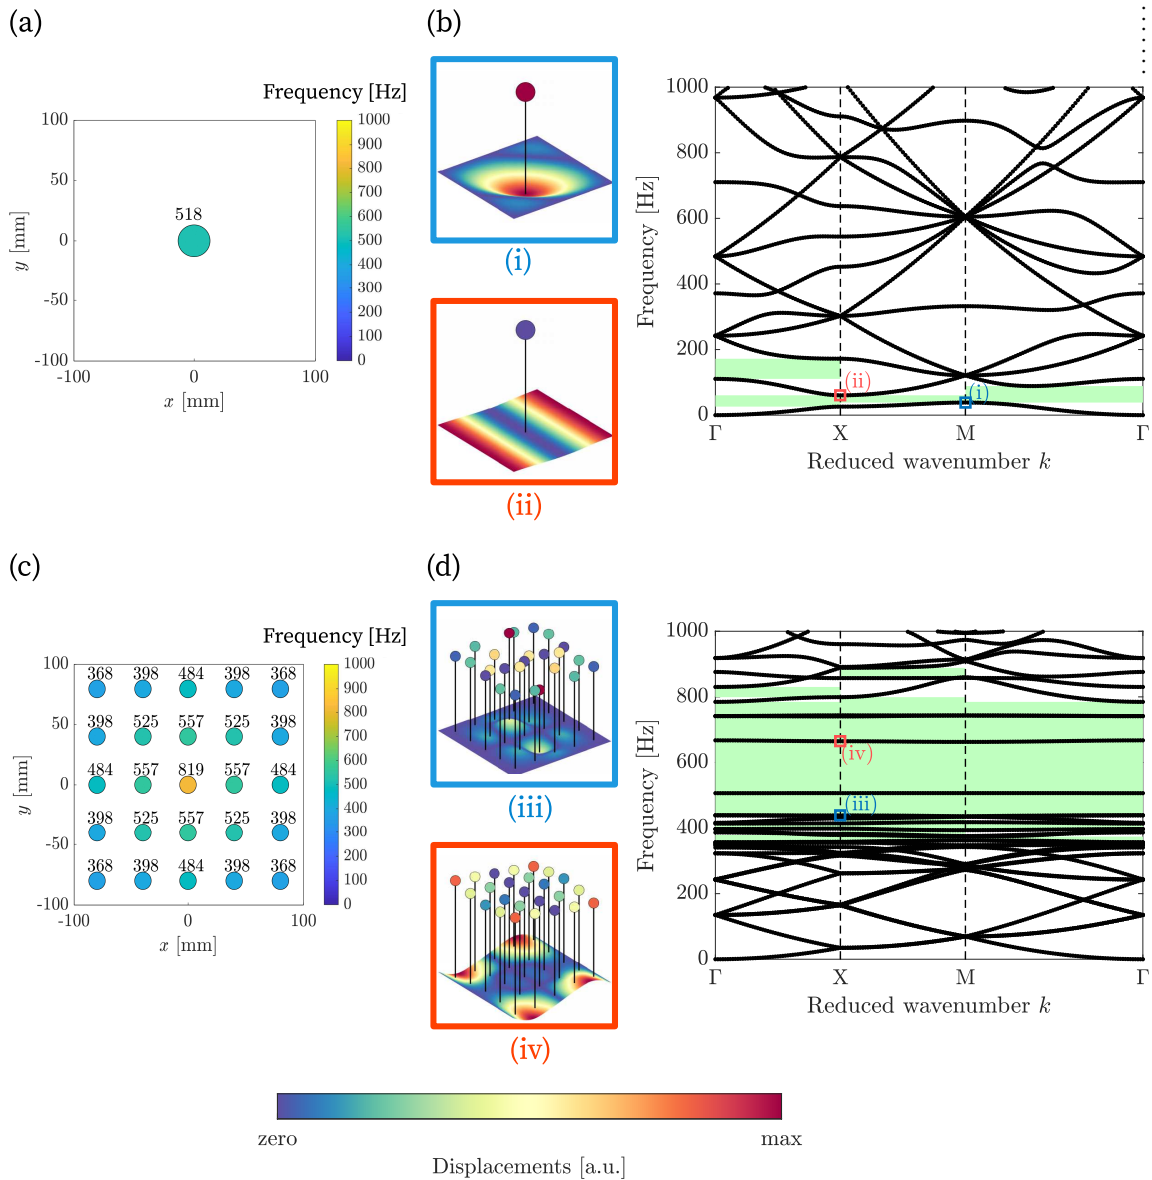 (a)
Frequency [Hz]
1000
900
800
700
600
500
400
300
200
100
0
100
50
0
-50
-100
-100
0
100
518
y [mm]
x [mm]
(b)
(i)
(ii)
1000
800
600
400
200
0
Frequency [Hz]
(ii)
(i)
Γ X M Γ
Reduced wavenumber k
(c)
Frequency [Hz]
1000
900
800
700
600
500
400
300
200
100
0
100
50
0
-50
-100
-100
0
100
368 398 484 398 368
398 525 557 525 398
484 557 819 557 484
398 525 557 525 398
368 398 484 398 368
y [mm]
x [mm]
(d)
(iii)
(iv)
1000
800
600
400
200
0
Frequency [Hz]
(iv)
(iii)
Γ X M Γ
Reduced wavenumber k
zero
max
Displacements [a.u.]